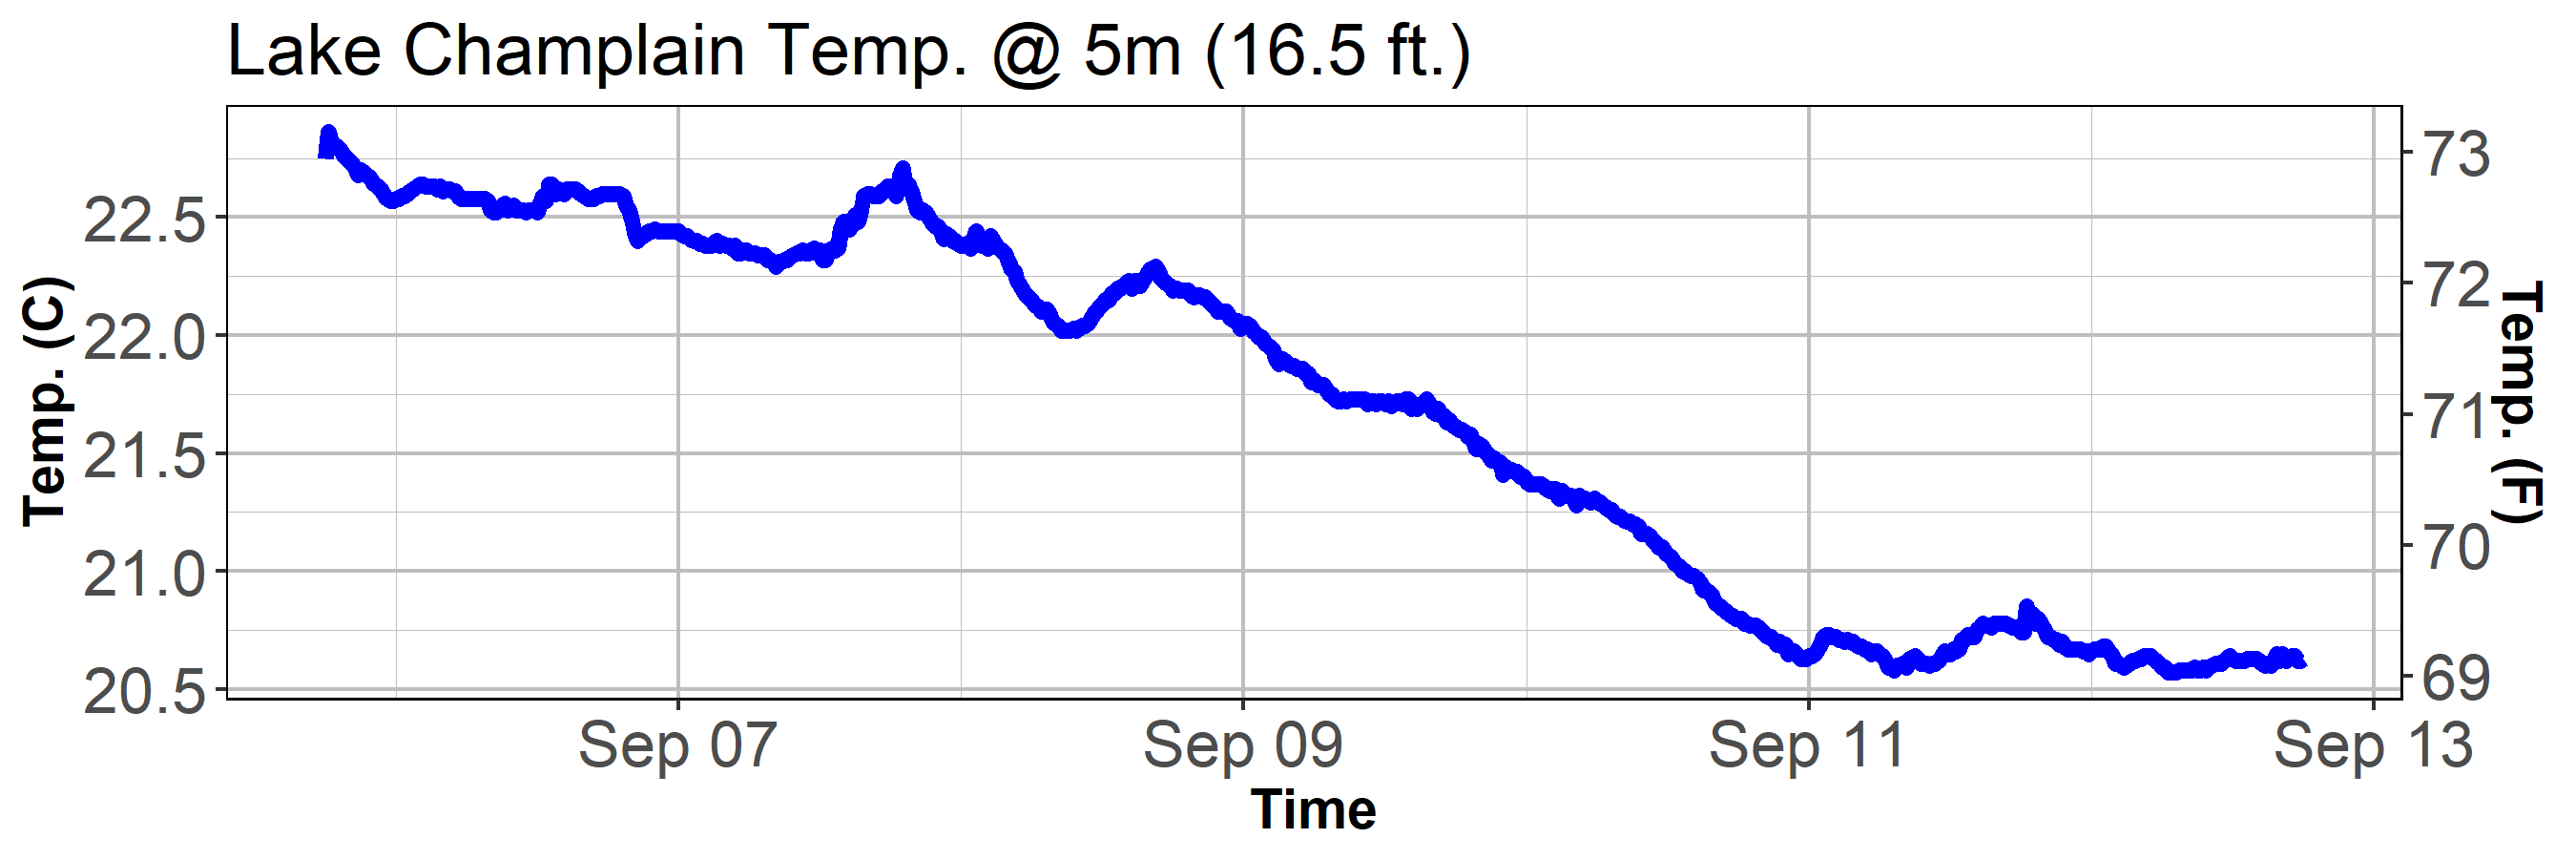 Lake Champlain Temp. @ 5m (16.5 ft.)
Temp. (C)
22.5
22.0
21.5
21.0
20.5
73
72
71
70
69
Temp. (F)
Sep 07
Sep 09
Sep 11
Sep 13
Time